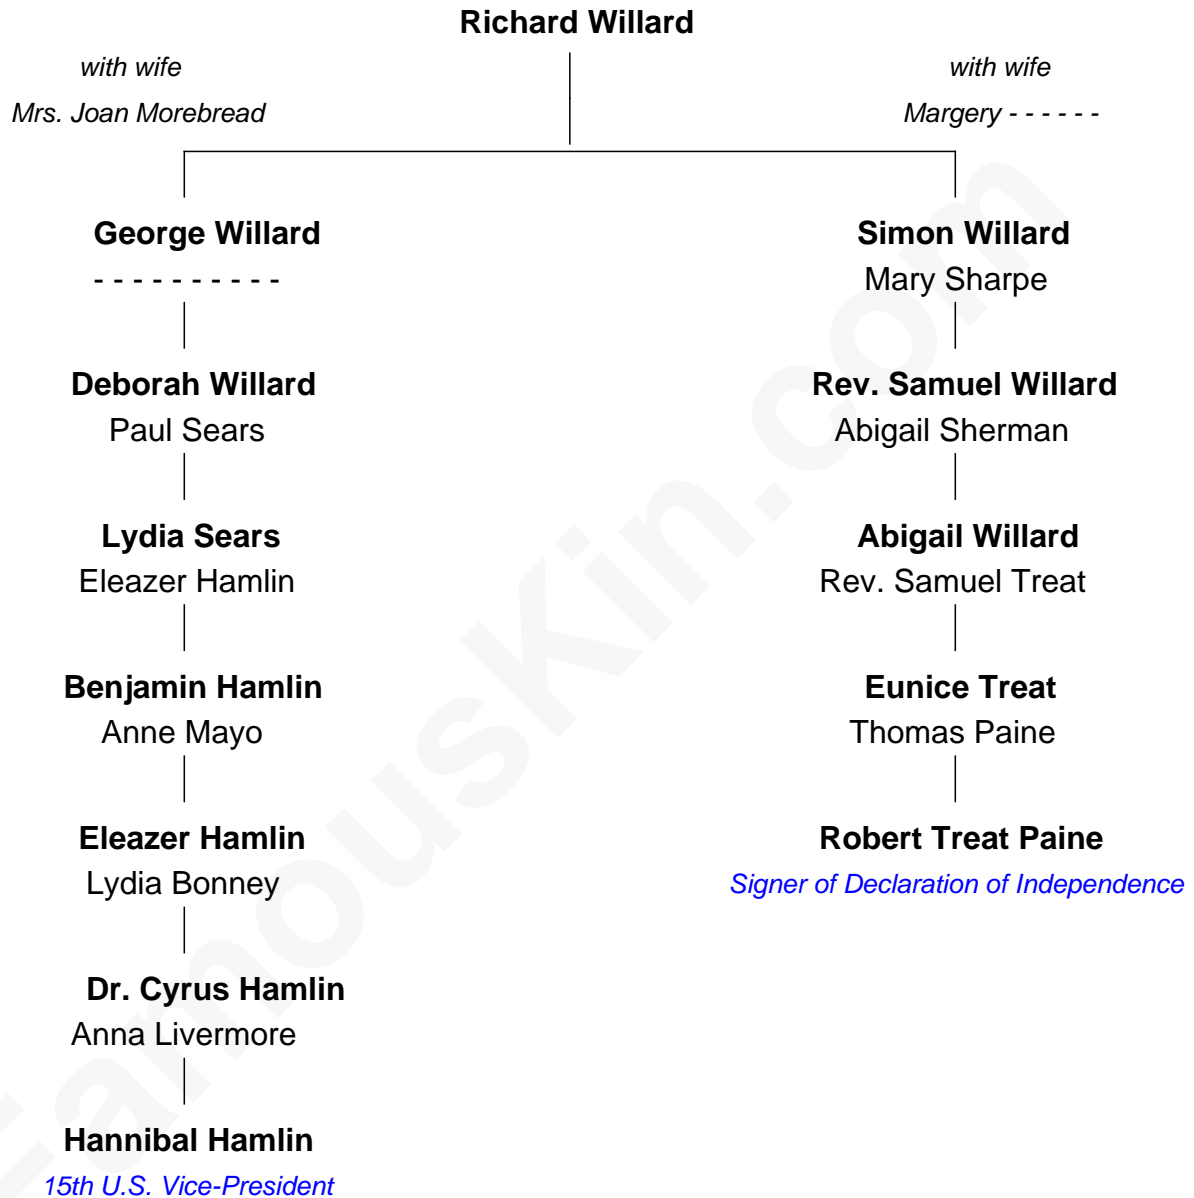 Richard Willard
with wife
Mrs. Joan Morebread
with wife
Margery - - - - - -
George Willard
- - - - - - - - - -
Deborah Willard
Paul Sears
Lydia Sears
Eleazer Hamlin
Benjamin Hamlin
Anne Mayo
Eleazer Hamlin
Lydia Bonney
Dr. Cyrus Hamlin
Anna Livermore
Hannibal Hamlin
15th U.S. Vice-President
Simon Willard
Mary Sharpe
Rev. Samuel Willard
Abigail Sherman
Abigail Willard
Rev. Samuel Treat
Eunice Treat
Thomas Paine
Robert Treat Paine
Signer of Declaration of Independence
FamousKin.com